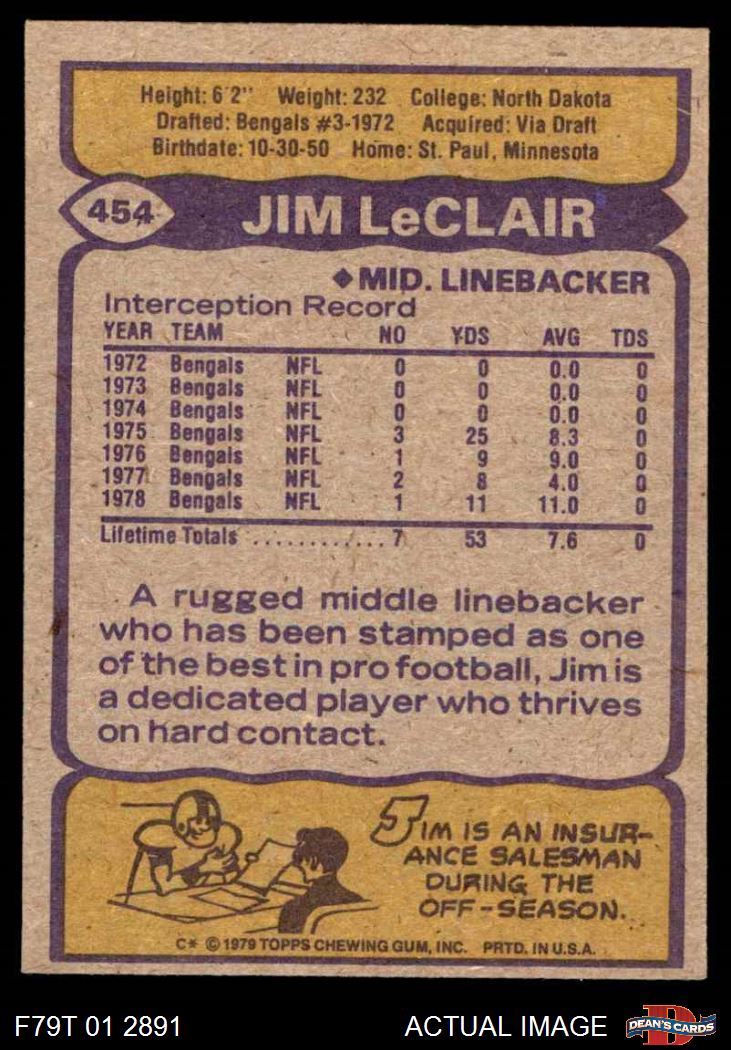 Height: 6'2" Weight: 232 College: North Dakota
Drafted: Bengals #3-1972 Acquired: Via Draft
Birthdate: 10-30-50 Home: St. Paul, Minnesota
454 JIM LeCLAIR
◆MID. LINEBACKER
Interception Record
YEAR TEAM NO YDS AVG TDS
1972 Bengals NFL 0 0 0.0 0
1973 Bengals NFL 0 0 0.0 0
1974 Bengals NFL 0 0 0.0 0
1975 Bengals NFL 3 25 8.3 0
1976 Bengals NFL 1 9 9.0 0
1977 Bengals NFL 2 8 4.0 0
1978 Bengals NFL 1 11 11.0 0
Lifetime Totals ............. 7 53 7.6 0
A rugged middle linebacker
who has been stamped as one
of the best in pro football, Jim is
a dedicated player who thrives
on hard contact.
JIM IS AN INSUR-
ANCE SALESMAN
DURING THE
OFF-SEASON.
C* © 1979 TOPPS CHEWING GUM, INC. PRTD. IN U.S.A.
F79T 01 2891 ACTUAL IMAGE D DEAN'S CARDS